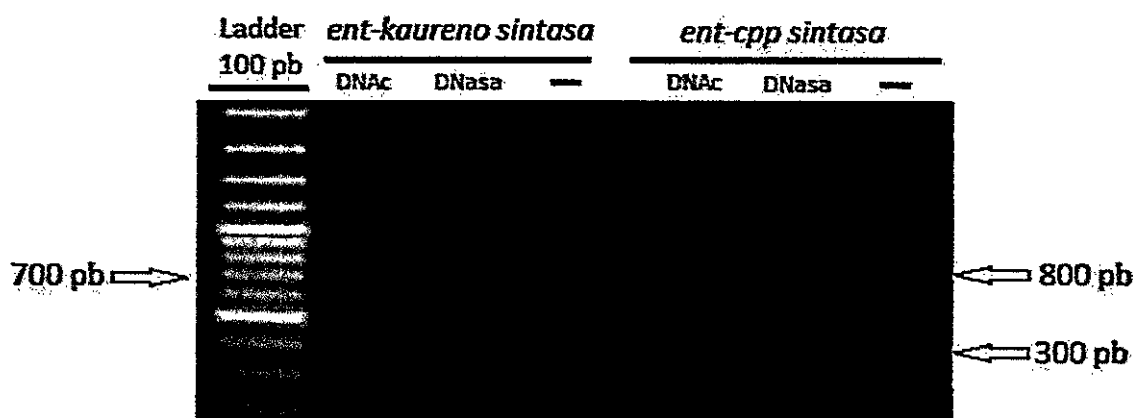 Ladder
100 pb
ent-kaureno sintasa
ent-cpp sintasa
DNAc DNasa —
DNAc DNasa —
700 pb
800 pb
300 pb